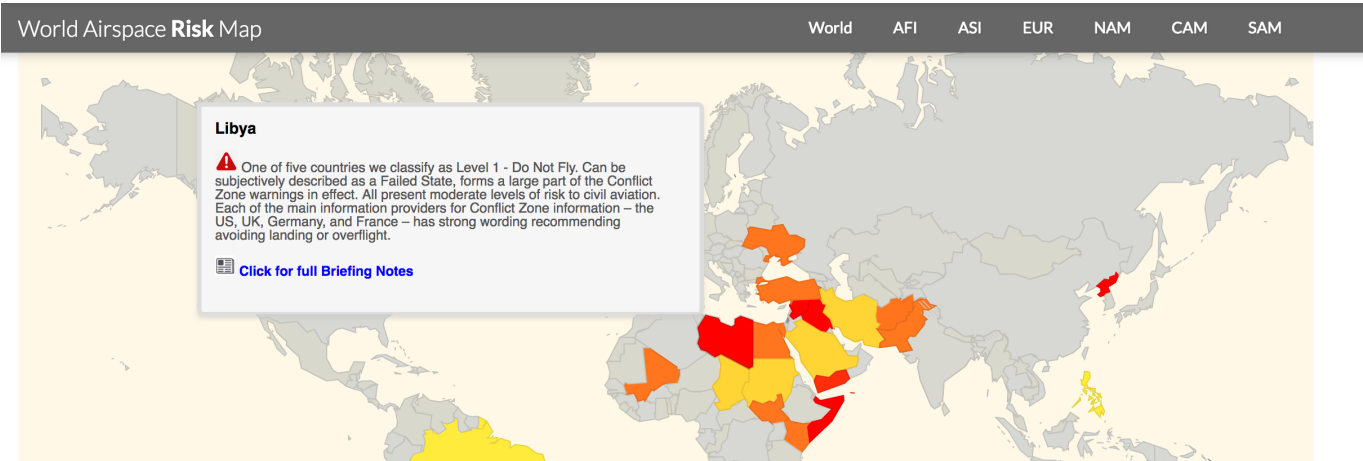 World Airspace Risk Map
World AFI ASI EUR NAM CAM SAM
Libya
One of five countries we classify as Level 1 - Do Not Fly. Can be
subjectively described as a Failed State, forms a large part of the Conflict
Zone warnings in effect. All present moderate levels of risk to civil aviation.
Each of the main information providers for Conflict Zone information – the
US, UK, Germany, and France – has strong wording recommending
avoiding landing or overflight.
Click for full Briefing Notes